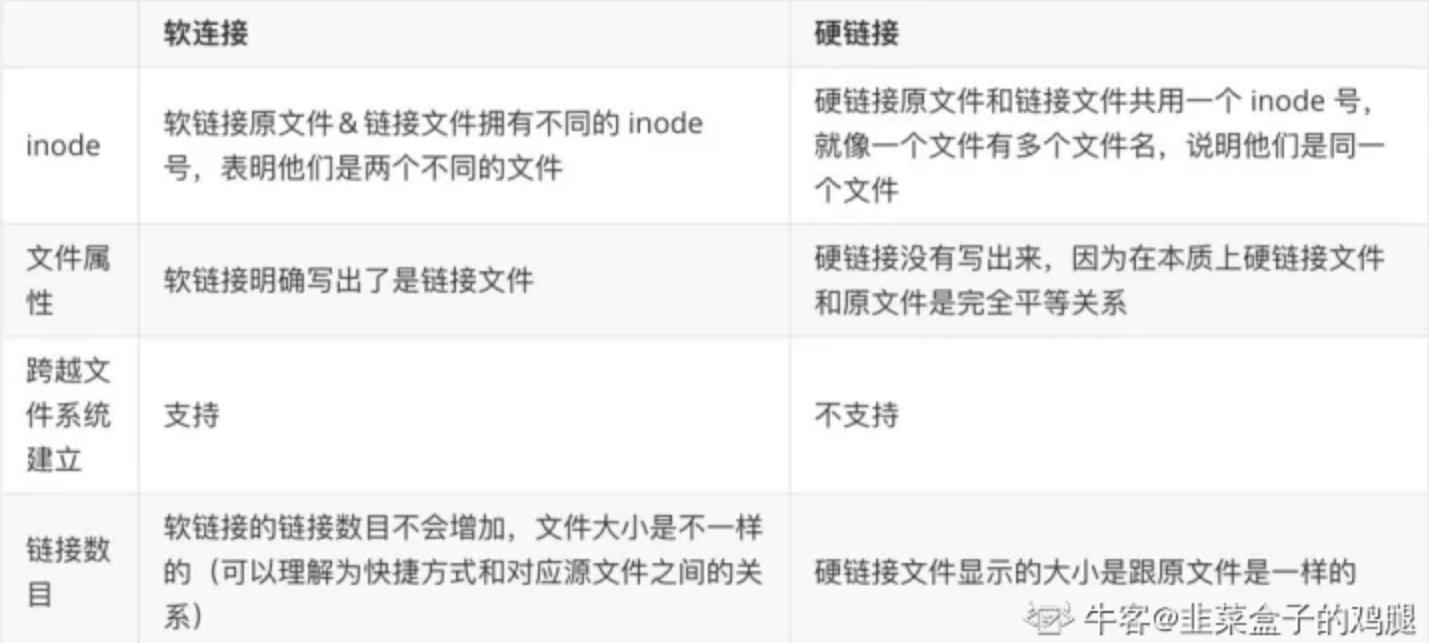 软连接
硬链接
inode
软链接原文件&链接文件拥有不同的 inode
号，表明他们是两个不同的文件
硬链接原文件和链接文件共用一个 inode 号，
就像一个文件有多个文件名，说明他们是同一
个文件
文件属
性
软链接明确写出了是链接文件
硬链接没有写出来，因为在本质上硬链接文件
和原文件是完全平等关系
跨越文
件系统
建立
支持
不支持
链接数
目
软链接的链接数目不会增加，文件大小是不一样
的（可以理解为快捷方式和对应源文件之间的关
系）
硬链接文件显示的大小是跟原文件是一样的
牛客@韭菜盒子的鸡腿